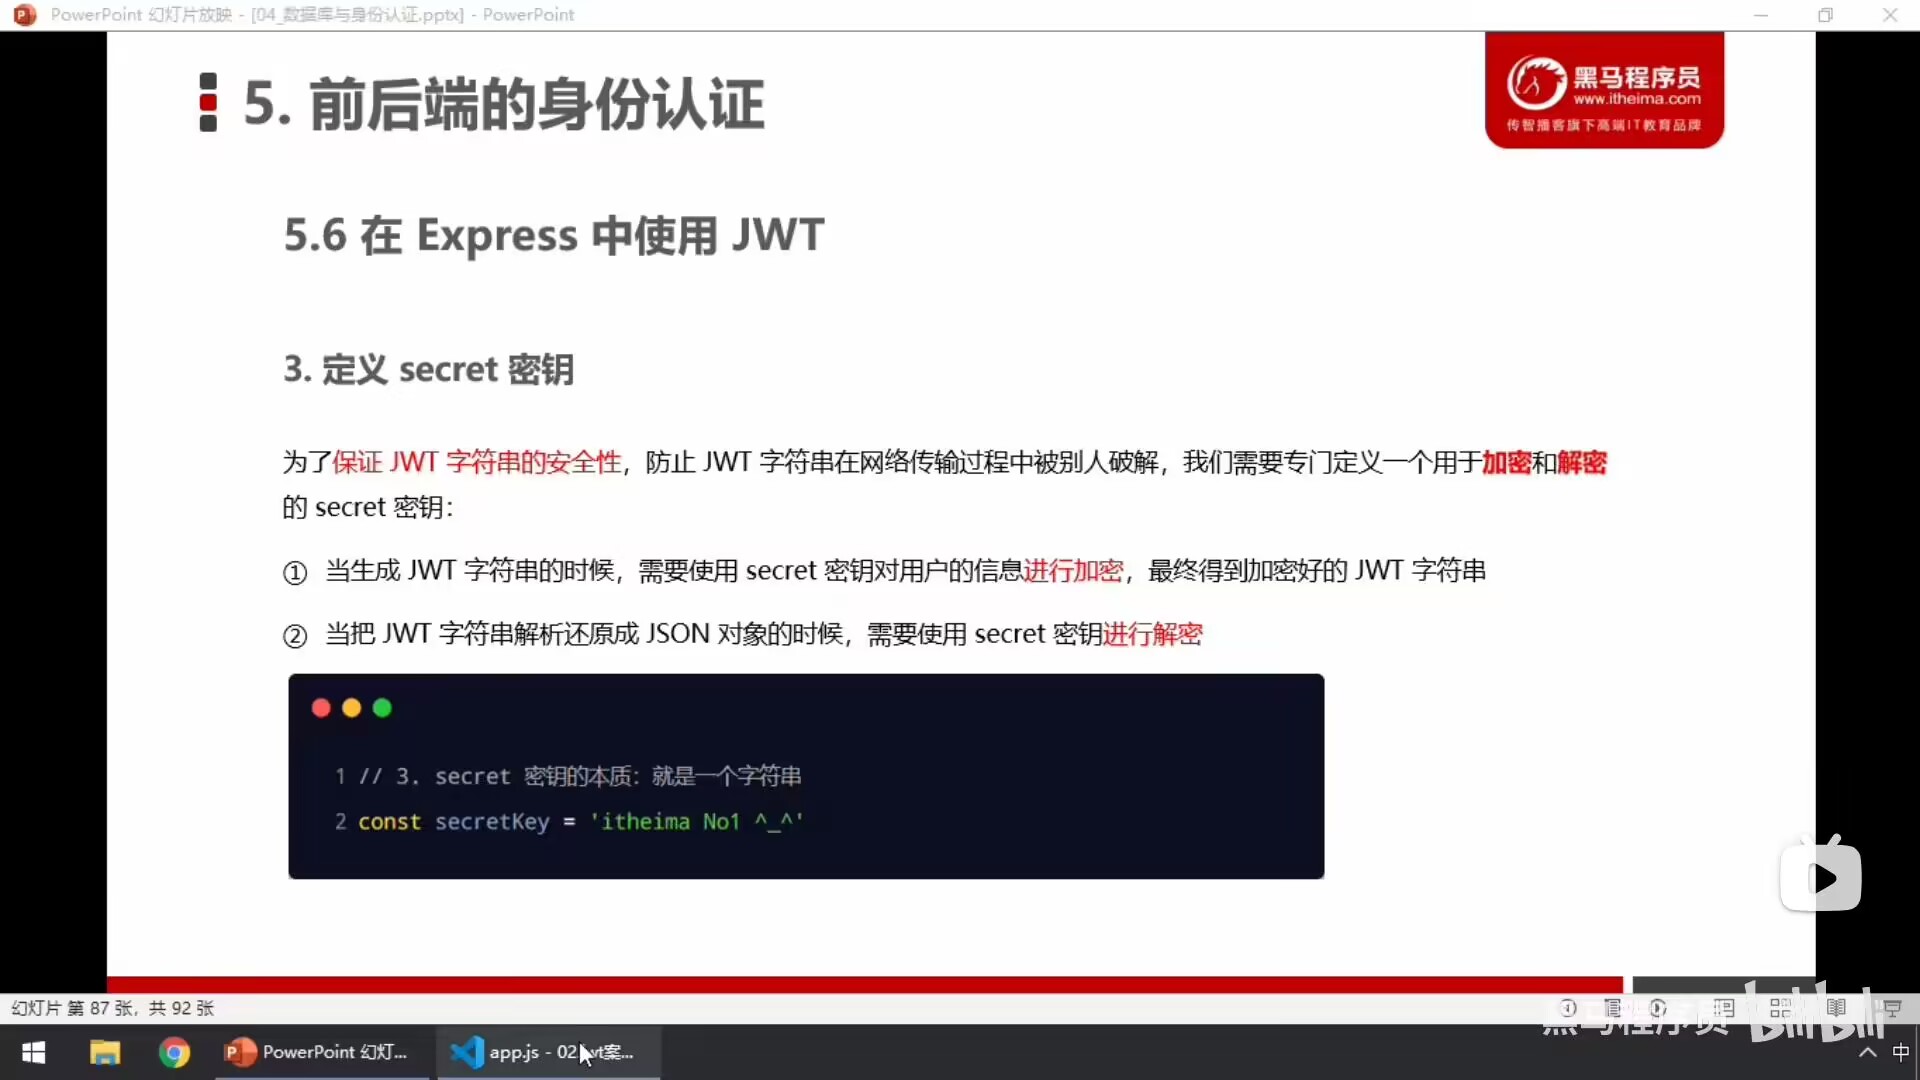 PowerPoint 幻灯片放映 - [04_数据库与身份认证.pptx] - PowerPoint
5. 前后端的身份认证
黑马程序员
www.itheima.com
传智播客旗下高端IT教育品牌
5.6 在 Express 中使用 JWT
3. 定义 secret 密钥
为了保证 JWT 字符串的安全性，防止 JWT 字符串在网络传输过程中被别人破解，我们需要专门定义一个用于加密和解密
的 secret 密钥：
① 当生成 JWT 字符串的时候，需要使用 secret 密钥对用户的信息进行加密，最终得到加密好的 JWT 字符串
② 当把 JWT 字符串解析还原成 JSON 对象的时候，需要使用 secret 密钥进行解密
1 // 3. secret 密钥的本质：就是一个字符串
2 const secretKey = 'itheima No1 ^_^'
幻灯片 第 87 张，共 92 张
黑马程序员 bilibili
PowerPoint 幻灯...
app.js - 02 wt案...
中